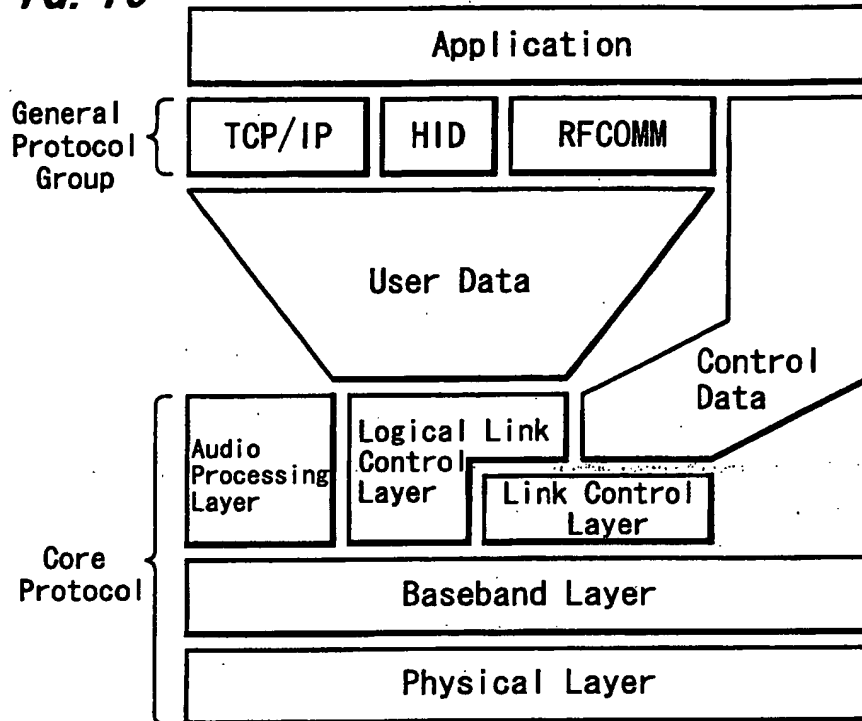 Application
General
Protocol
Group
TCP/IP
HID
RFCOMM
User Data
Control
Data
Core
Protocol
Audio
Processing
Layer
Logical Link
Control
Layer
Link Control
Layer
Baseband Layer
Physical Layer